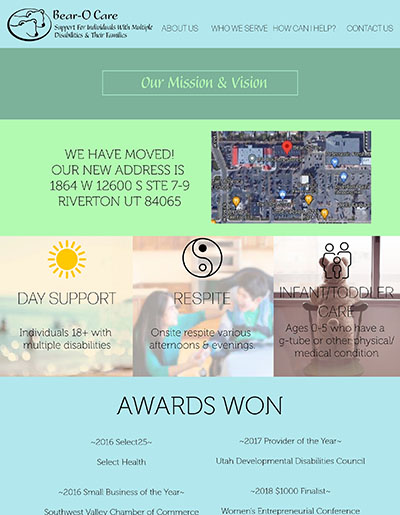 Bear-O Care
Support For Individuals With Multiple
Disabilities & Their Families
ABOUT US
WHO WE SERVE
HOW CAN I HELP?
CONTACT US
Our Mission & Vision
WE HAVE MOVED!
OUR NEW ADDRESS IS
1864 W 12600 S STE 7-9
RIVERTON UT 84065
DAY SUPPORT
Individuals 18+ with
multiple disabilities
RESPITE
Onsite respite various
afternoons & evenings.
INFANT/TODDLER
CARE
Ages 0-5 who have a
g-tube or other physical/
medical condition
AWARDS WON
~2016 Select25~
Select Health
~2017 Provider of the Year~
Utah Developmental Disabilities Council
~2016 Small Business of the Year~
Southwest Valley Chamber of Commerce
~2018 $1000 Finalist~
Women's Entrepreneurial Conference